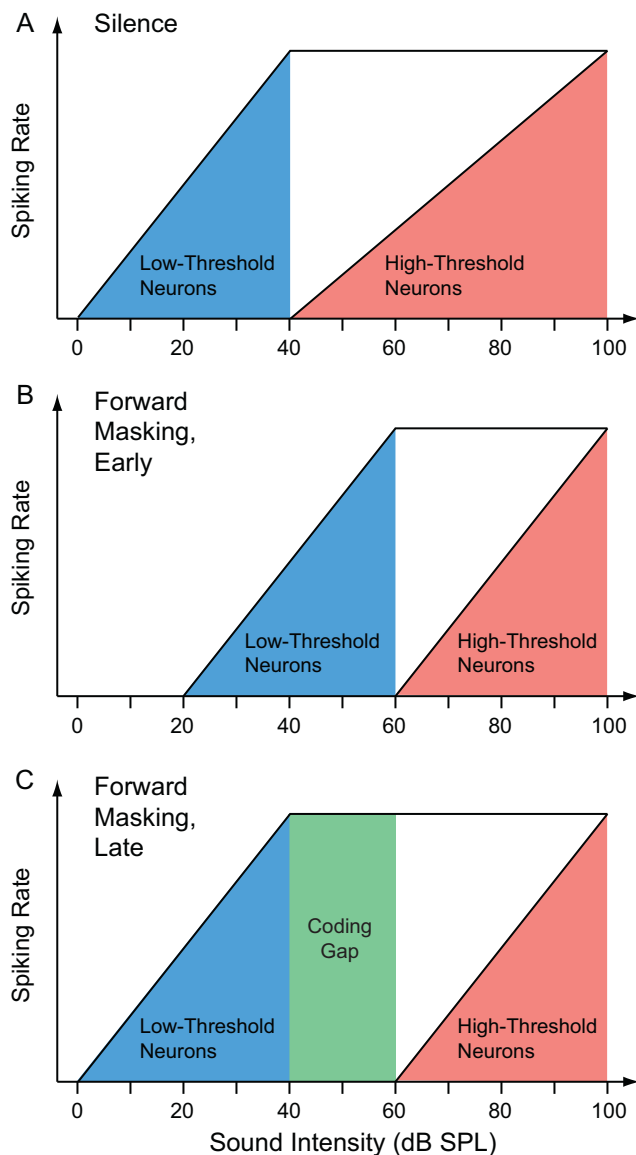 A
Silence
Spiking Rate
Low-Threshold
Neurons
High-Threshold
Neurons
0 20 40 60 80 100
B
Forward
Masking,
Early
Spiking Rate
Low-Threshold
Neurons
High-Threshold
Neurons
0 20 40 60 80 100
C
Forward
Masking,
Late
Spiking Rate
Coding
Gap
Low-Threshold
Neurons
High-Threshold
Neurons
0 20 40 60 80 100
Sound Intensity (dB SPL)